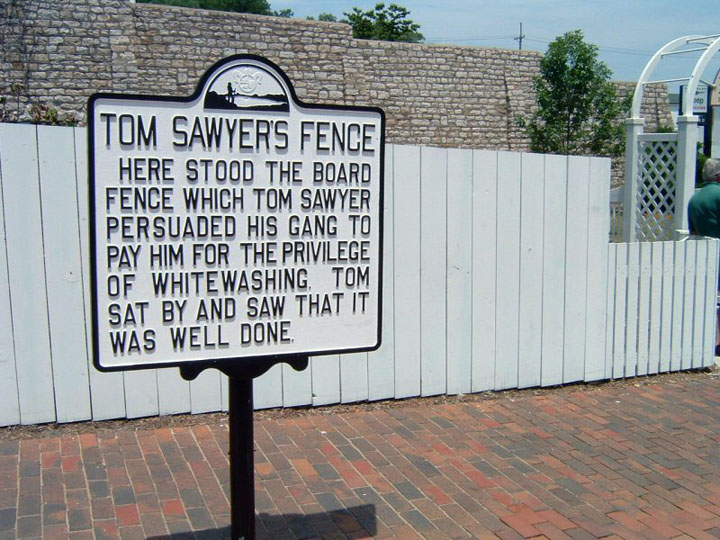 TOM SAWYER'S FENCE
HERE STOOD THE BOARD
FENCE WHICH TOM SAWYER
PERSUADED HIS GANG TO
PAY HIM FOR THE PRIVILEGE
OF WHITEWASHING. TOM
SAT BY AND SAW THAT IT
WAS WELL DONE.